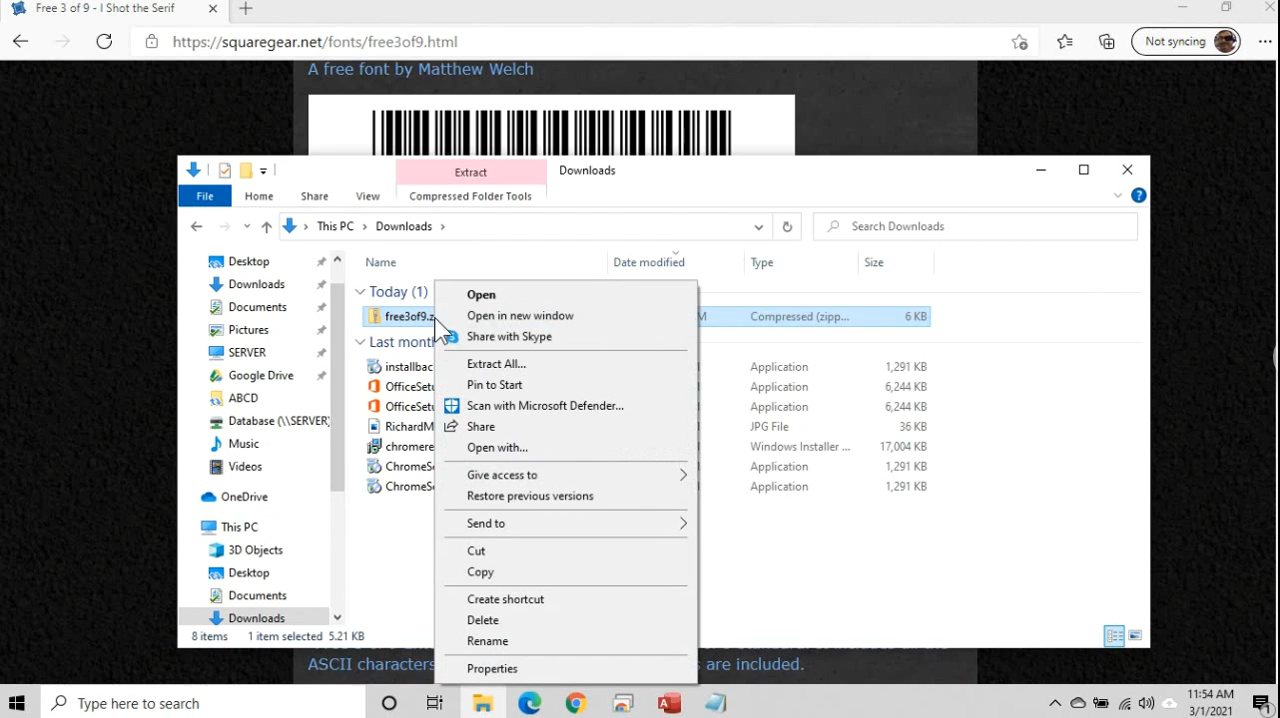 Free 3 of 9 - I Shot the Serif
https://squaregear.net/fonts/free3of9.html
Not syncing
A free font by Matthew Welch
Extract
Downloads
File
Home
Share
View
Compressed Folder Tools
This PC
Downloads
Search Downloads
Name
Date modified
Type
Size
Desktop
Downloads
Documents
Pictures
SERVER
Google Drive
ABCD
Database (\\SERVER)
Music
Videos
OneDrive
This PC
3D Objects
Desktop
Documents
Downloads
Today (1)
free3of9.z
M
Compressed (zipp...
6 KB
Last month
installbac
Application
1,291 KB
OfficeSetu
Application
6,244 KB
OfficeSetu
Application
6,244 KB
RichardM
JPG File
36 KB
chromere
Windows Installer ...
17,004 KB
ChromeSe
Application
1,291 KB
ChromeSe
Application
1,291 KB
Open
Open in new window
Share with Skype
Extract All...
Pin to Start
Scan with Microsoft Defender...
Share
Open with...
Give access to
Restore previous versions
Send to
Cut
Copy
Create shortcut
Delete
Rename
Properties
8 items
1 item selected 5.21 KB
ASCII characters
s are included.
Type here to search
11:54 AM
3/1/2021
1